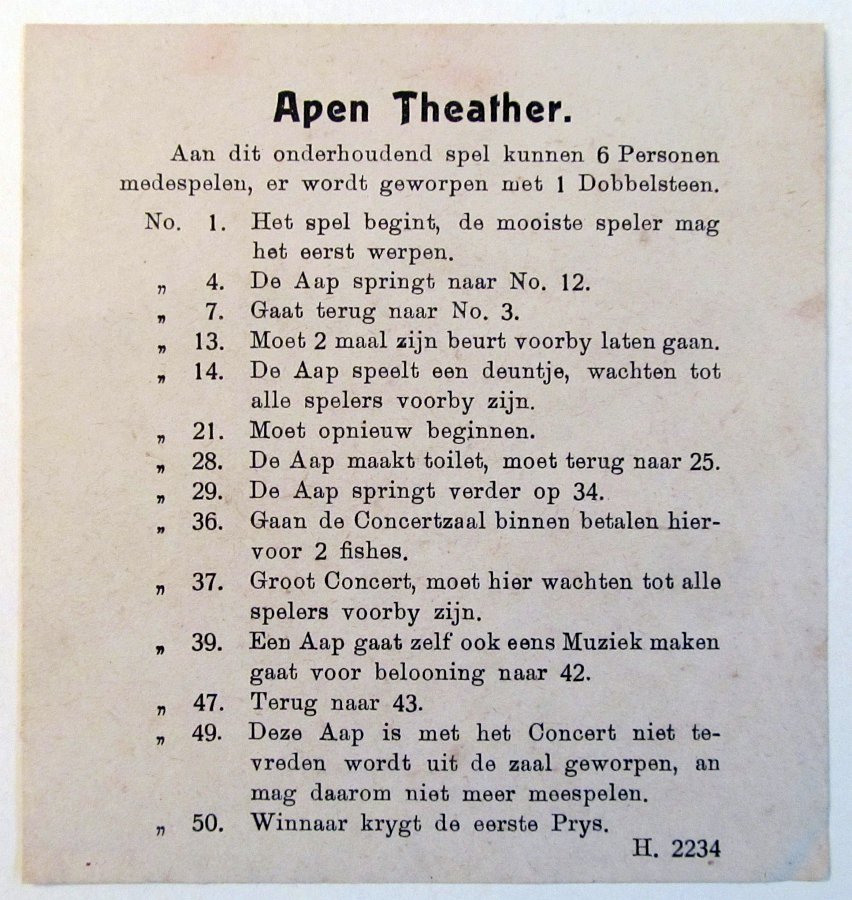 Apen Theather.
Aan dit onderhoudend spel kunnen 6 Personen
medespelen, er wordt geworpen met 1 Dobbelsteen.
No. 1. Het spel begint, de mooiste speler mag
het eerst werpen.
„ 4. De Aap springt naar No. 12.
„ 7. Gaat terug naar No. 3.
„ 13. Moet 2 maal zijn beurt voorby laten gaan.
„ 14. De Aap speelt een deuntje, wachten tot
alle spelers voorby zijn.
„ 21. Moet opnieuw beginnen.
„ 28. De Aap maakt toilet, moet terug naar 25.
„ 29. De Aap springt verder op 34.
„ 36. Gaan de Concertzaal binnen betalen hier-
voor 2 fishes.
„ 37. Groot Concert, moet hier wachten tot alle
spelers voorby zijn.
„ 39. Een Aap gaat zelf ook eens Muziek maken
gaat voor belooning naar 42.
„ 47. Terug naar 43.
„ 49. Deze Aap is met het Concert niet te-
vreden wordt uit de zaal geworpen, an
mag daarom niet meer meespelen.
„ 50. Winnaar krygt de eerste Prys.
H. 2234